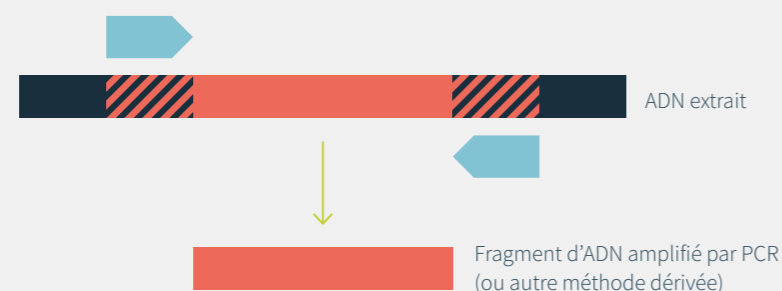 ADN extrait
Fragment d’ADN amplifié par PCR
(ou autre méthode dérivée)